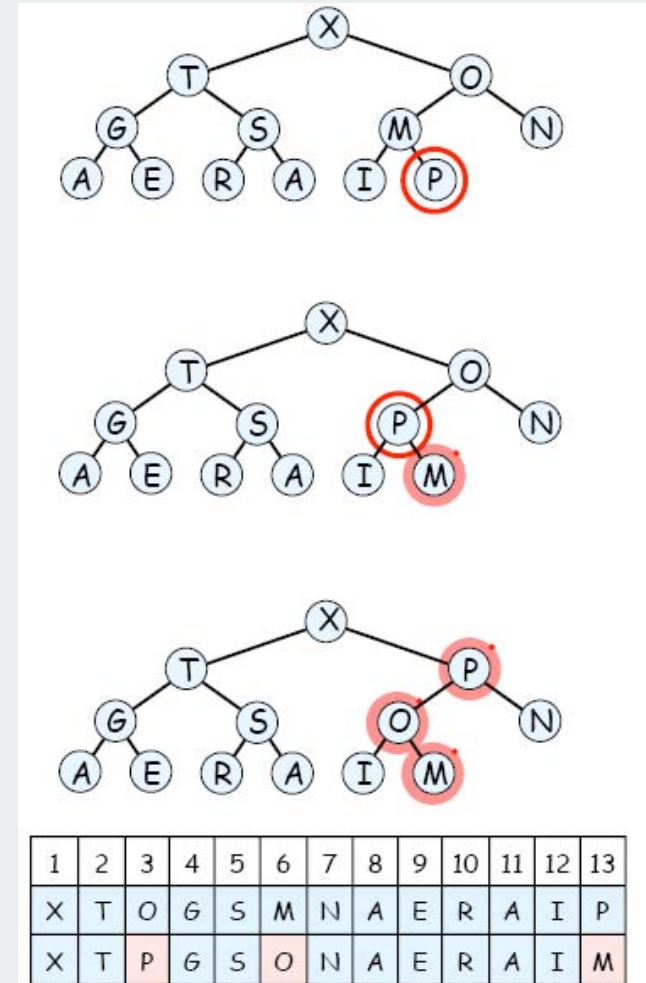 X
T O
G S M N
A E R A I P
X
T O
G S P N
A E R A I M
X
T P
G S O N
A E R A I M
1 2 3 4 5 6 7 8 9 10 11 12 13
X T O G S M N A E R A I P
X T P G S O N A E R A I M